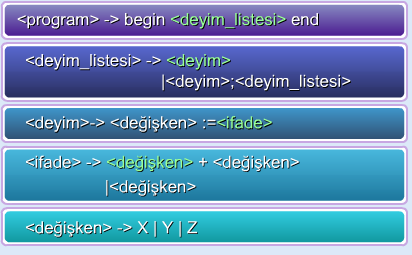 <program> -> begin <deyim_listesi> end
<deyim_listesi> -> <deyim>
|<deyim>;<deyim_listesi>
<deyim>-> <değişken> :=<ifade>
<ifade> -> <değişken> + <değişken>
|<değişken>
<değişken> -> X | Y | Z